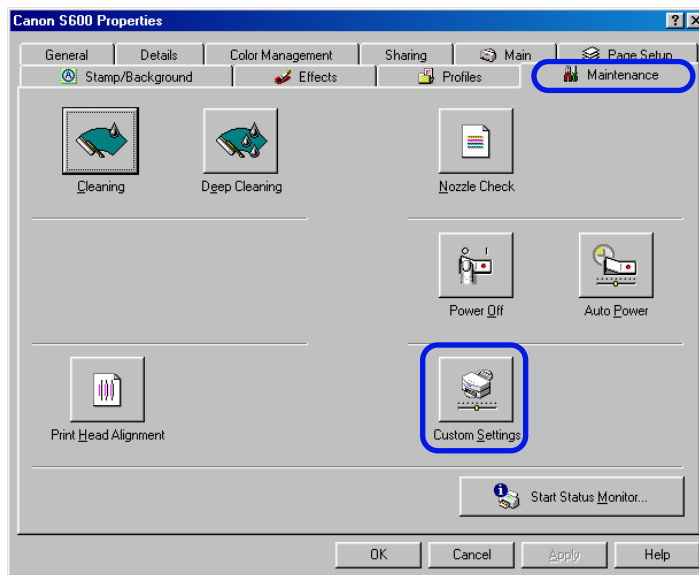 Canon S600 Properties
General Details Color Management Sharing Main Page Setup
Stamp/Background Effects Profiles Maintenance
Cleaning Deep Cleaning Nozzle Check
Power Off Auto Power
Print Head Alignment Custom Settings
Start Status Monitor...
OK Cancel Apply Help